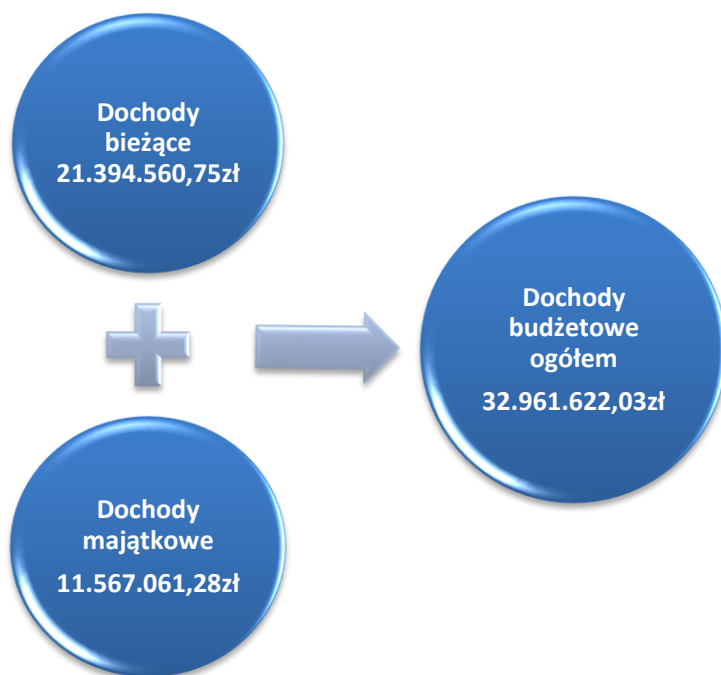 Dochody
bieżące
21.394.560,75zł
Dochody
majątkowe
11.567.061,28zł
Dochody
budżetowe
ogółem
32.961.622,03zł